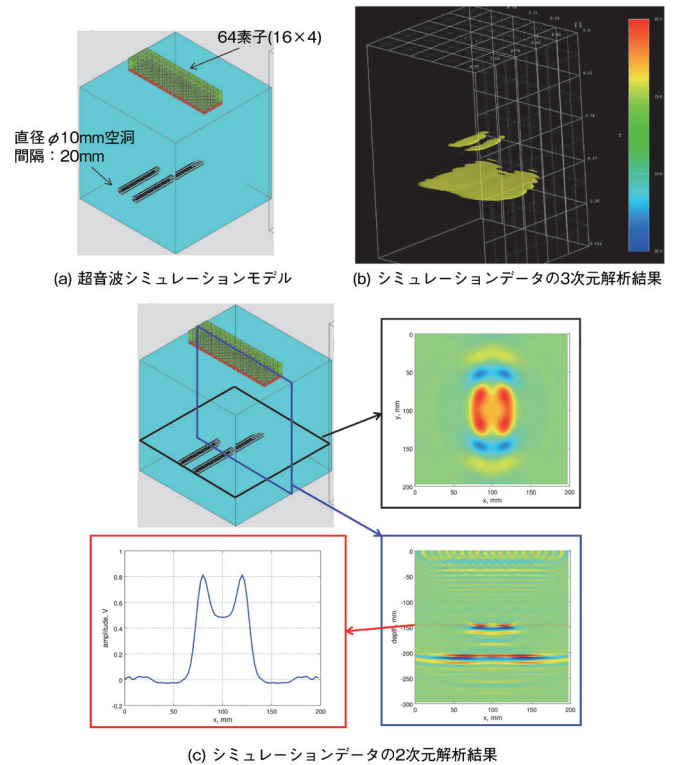 64素子(16×4)
直径φ10mm空洞
間隔：20mm
(a) 超音波シミュレーションモデル
(b) シミュレーションデータの3次元解析結果
0
50
100
150
200
y, mm
0 50 100 150 200
x, mm
1
0.8
0.6
0.4
0.2
0
-0.2
amplitude, V
0 50 100 150 200
x, mm
0
-50
-100
-150
-200
-250
-300
depth, mm
0 50 100 150 200
x, mm
(c) シミュレーションデータの2次元解析結果